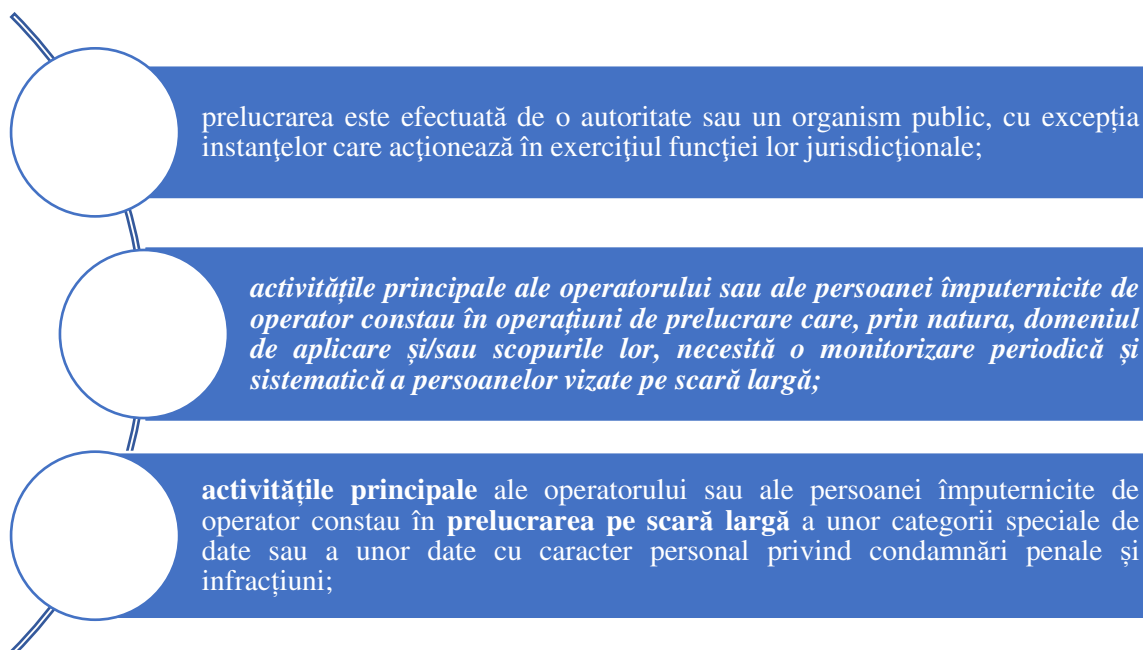 prelucrarea este efectuată de o autoritate sau un organism public, cu excepția
instanţelor care acţionează în exerciţiul funcţiei lor jurisdicţionale;
activitățile principale ale operatorului sau ale persoanei împuternicite de
operator constau în operațiuni de prelucrare care, prin natura, domeniul
de aplicare și/sau scopurile lor, necesită o monitorizare periodică și
sistematică a persoanelor vizate pe scară largă;
activitățile principale ale operatorului sau ale persoanei împuternicite de
operator constau în prelucrarea pe scară largă a unor categorii speciale de
date sau a unor date cu caracter personal privind condamnări penale și
infracțiuni;